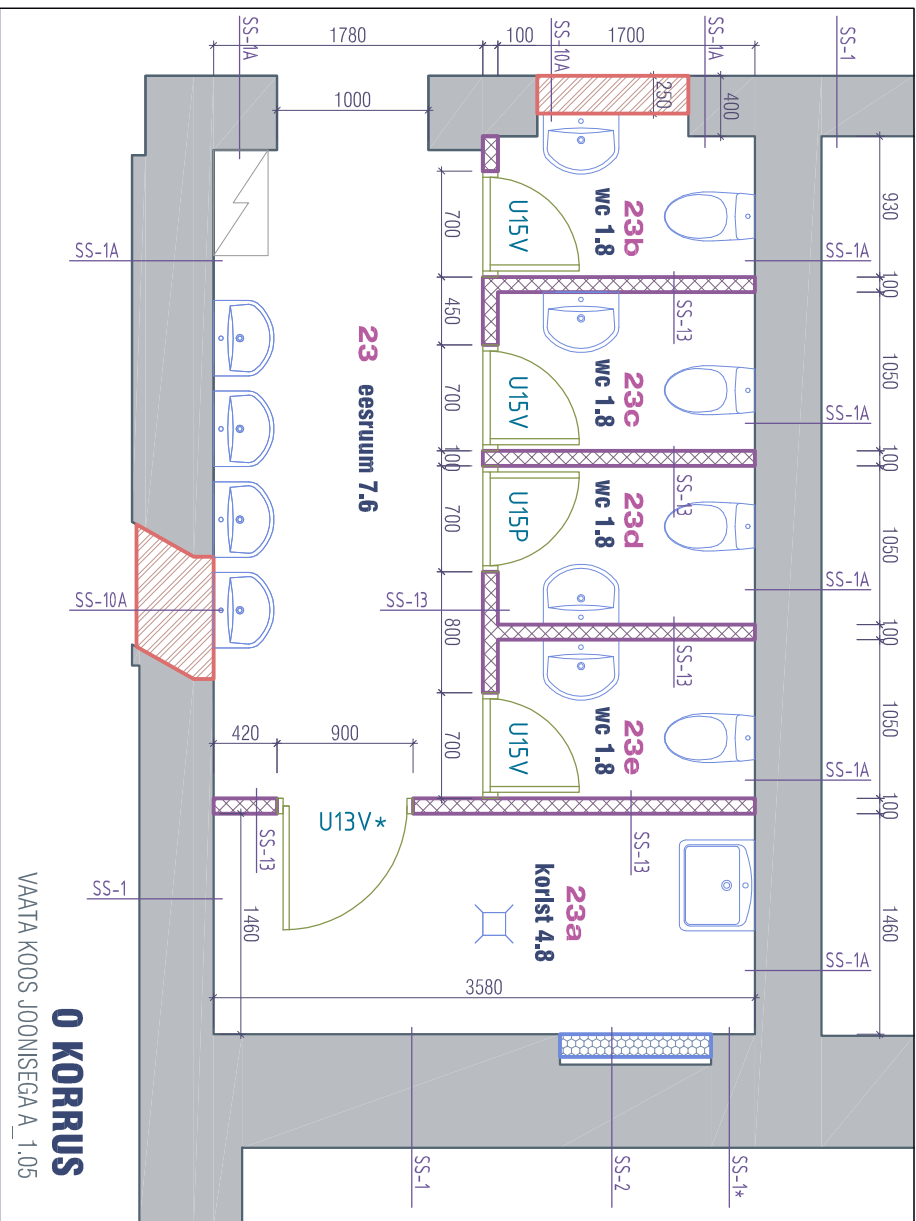 SS-1A
1780
100
SS-10A
1700
SS-1A
SS-1
1000
250
400
930
23b
wc 1.8
U15V
700
SS-1A
SS-1A
100
SS-13
450
23
eesruum 7.6
23c
wc 1.8
U15V
700
1050
SS-1A
100
100
SS-13
23d
wc 1.8
U15P
700
1050
SS-1A
SS-10A
SS-13
800
100
SS-13
23e
wc 1.8
U15V
700
1050
SS-1A
420
900
100
U13V*
SS-13
SS-13
23a
korist 4.8
SS-1
1460
1460
SS-1A
3580
SS-1
SS-2
SS-1*
0 KORRUS
VAATA KOOS JOONISEGA A_1.05